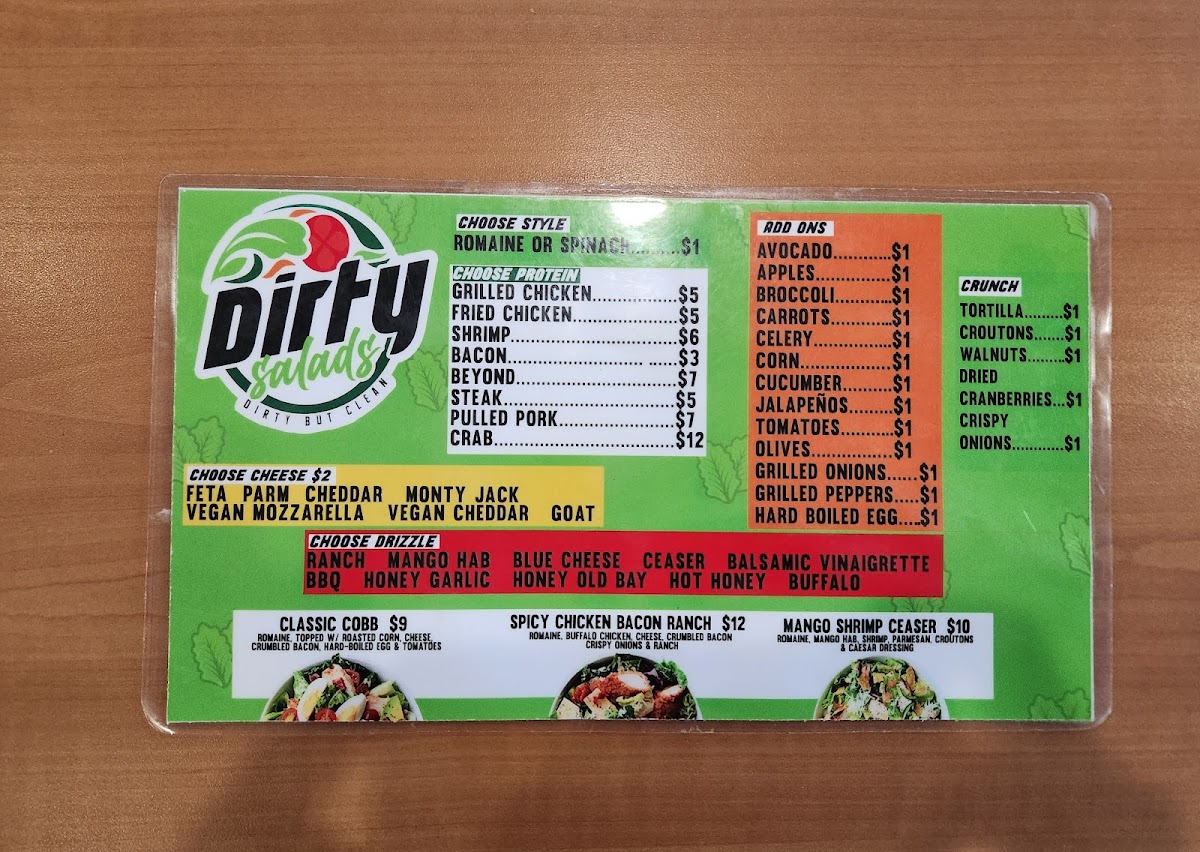 Dirty
salads
DIRTY BUT CLEAN
CHOOSE STYLE
ROMAINE OR SPINACH..........$1
CHOOSE PROTEIN
GRILLED CHICKEN.................$5
FRIED CHICKEN.....................$5
SHRIMP..................................$6
BACON..................................$3
BEYOND..................................$7
STEAK...................................$5
PULLED PORK.......................$7
CRAB.....................................$12
ADD ONS
AVOCADO...........$1
APPLES..............$1
BROCCOLI...........$1
CARROTS............$1
CELERY...............$1
CORN..................$1
CUCUMBER..........$1
JALAPEÑOS.........$1
TOMATOES...........$1
OLIVES................$1
GRILLED ONIONS......$1
GRILLED PEPPERS.....$1
HARD BOILED EGG.....$1
CRUNCH
TORTILLA.........$1
CROUTONS.......$1
WALNUTS........$1
DRIED
CRANBERRIES...$1
CRISPY
ONIONS............$1
CHOOSE CHEESE $2
FETA PARM CHEDDAR MONTY JACK
VEGAN MOZZARELLA VEGAN CHEDDAR GOAT
CHOOSE DRIZZLE
RANCH MANGO HAB BLUE CHEESE CEASER BALSAMIC VINAIGRETTE
BBQ HONEY GARLIC HONEY OLD BAY HOT HONEY BUFFALO
CLASSIC COBB $9
ROMAINE, TOPPED W/ ROASTED CORN, CHEESE,
CRUMBLED BACON, HARD-BOILED EGG & TOMATOES
SPICY CHICKEN BACON RANCH $12
ROMAINE, BUFFALO CHICKEN, CHEESE, CRUMBLED BACON
CRISPY ONIONS & RANCH
MANGO SHRIMP CEASER $10
ROMAINE, MANGO HAB, SHRIMP, PARMESAN, CROUTONS
& CAESAR DRESSING